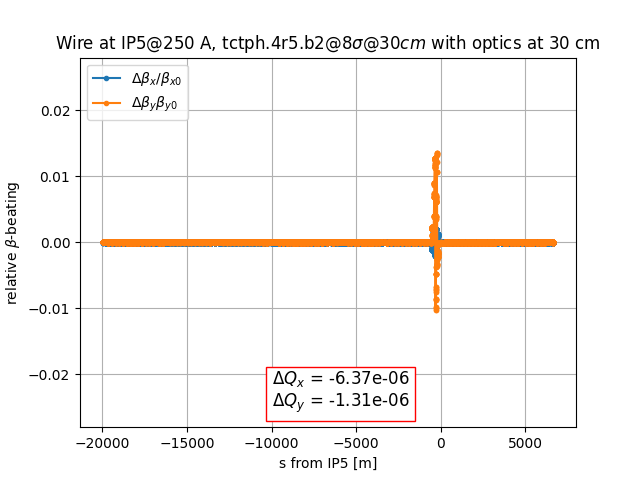 Wire at IP5@250 A, tctph.4r5.b2@8σ@30cm with optics at 30 cm
Δβx/βx0
Δβyβy0
0.02
0.01
0.00
−0.01
−0.02
relative β-beating
ΔQx = -6.37e-06
ΔQy = -1.31e-06
−20000 −15000 −10000 −5000 0 5000
s from IP5 [m]